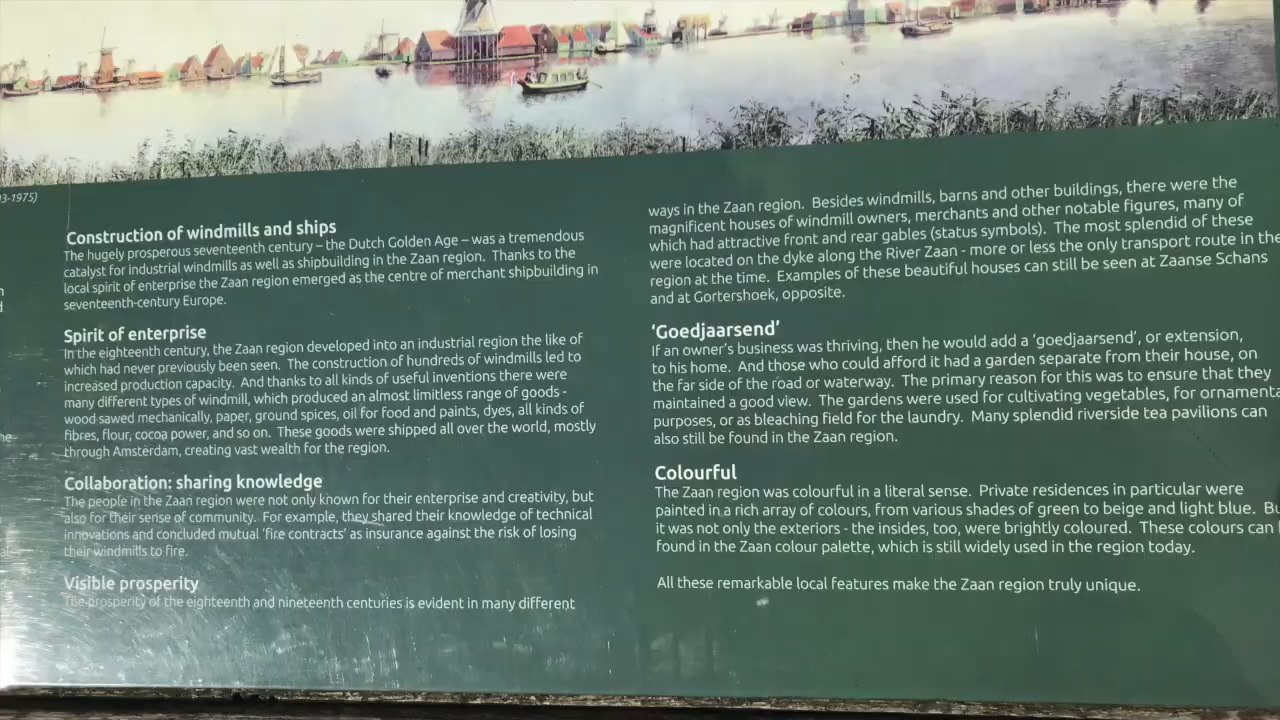 3-1975)
Construction of windmills and ships
The hugely prosperous seventeenth century – the Dutch Golden Age – was a tremendous
catalyst for industrial windmills as well as shipbuilding in the Zaan region. Thanks to the
local spirit of enterprise the Zaan region emerged as the centre of merchant shipbuilding in
seventeenth-century Europe.
Spirit of enterprise
In the eighteenth century, the Zaan region developed into an industrial region the like of
which had never previously been seen. The construction of hundreds of windmills led to
increased production capacity. And thanks to all kinds of useful inventions there were
many different types of windmill, which produced an almost limitless range of goods -
wood sawed mechanically, paper, ground spices, oil for food and paints, dyes, all kinds of
fibres, flour, cocoa power, and so on. These goods were shipped all over the world, mostly
through Amsterdam, creating vast wealth for the region.
Collaboration: sharing knowledge
The people in the Zaan region were not only known for their enterprise and creativity, but
also for their sense of community. For example, they shared their knowledge of technical
innovations and concluded mutual 'fire contracts' as insurance against the risk of losing
their windmills to fire.
Visible prosperity
The prosperity of the eighteenth and nineteenth centuries is evident in many different
ways in the Zaan region. Besides windmills, barns and other buildings, there were the
magnificent houses of windmill owners, merchants and other notable figures, many of
which had attractive front and rear gables (status symbols). The most splendid of these
were located on the dyke along the River Zaan - more or less the only transport route in the
region at the time. Examples of these beautiful houses can still be seen at Zaanse Schans
and at Gortershoek, opposite.
'Goedjaarsend'
If an owner's business was thriving, then he would add a 'goedjaarsend', or extension,
to his home. And those who could afford it had a garden separate from their house, on
the far side of the road or waterway. The primary reason for this was to ensure that they
maintained a good view. The gardens were used for cultivating vegetables, for ornamenta
purposes, or as bleaching field for the laundry. Many splendid riverside tea pavilions can
also still be found in the Zaan region.
Colourful
The Zaan region was colourful in a literal sense. Private residences in particular were
painted in a rich array of colours, from various shades of green to beige and light blue. Bu
it was not only the exteriors - the insides, too, were brightly coloured. These colours can
found in the Zaan colour palette, which is still widely used in the region today.
All these remarkable local features make the Zaan region truly unique.